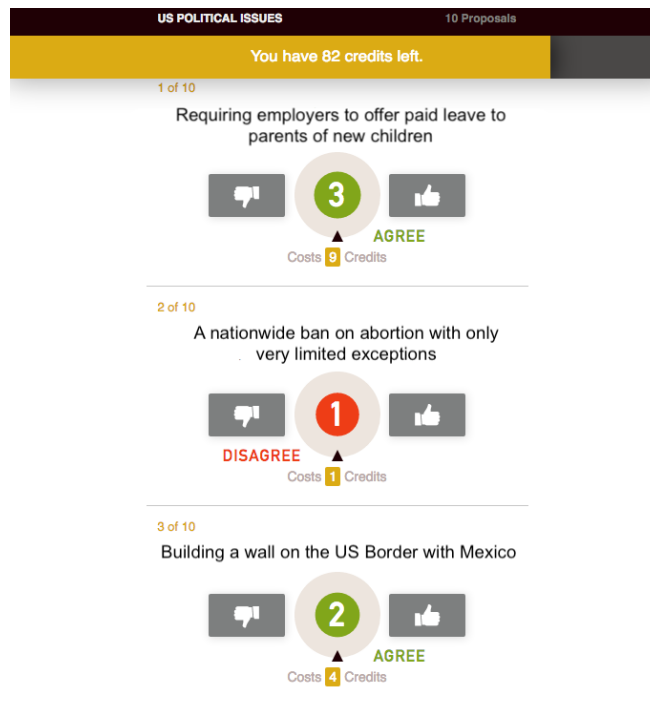 US POLITICAL ISSUES 10 Proposals
You have 82 credits left.
1 of 10
Requiring employers to offer paid leave to
parents of new children
3
AGREE
Costs 9 Credits
2 of 10
A nationwide ban on abortion with only
very limited exceptions
1
DISAGREE
Costs 1 Credits
3 of 10
Building a wall on the US Border with Mexico
2
AGREE
Costs 4 Credits